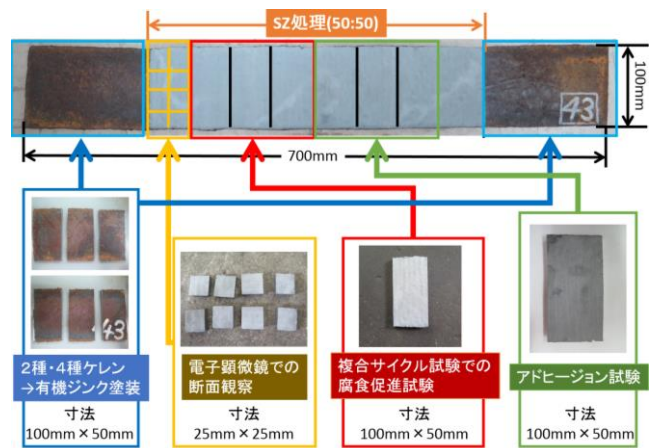 SZ処理(50:50)
100mm
43
700mm
43
2種・4種ケレン
→有機ジンク塗装
寸法
100mm×50mm
電子顕微鏡での
断面観察
寸法
25mm×25mm
複合サイクル試験での
腐食促進試験
寸法
100mm×50mm
アドヒージョン試験
寸法
100mm×50mm